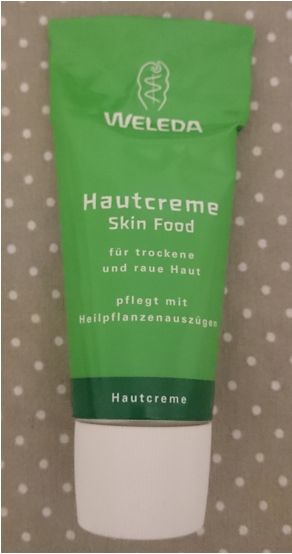 WELEDA
Hautcreme
Skin Food
für trockene
und raue Haut
pflegt mit
Heilpflanzenauszügen
Hautcreme